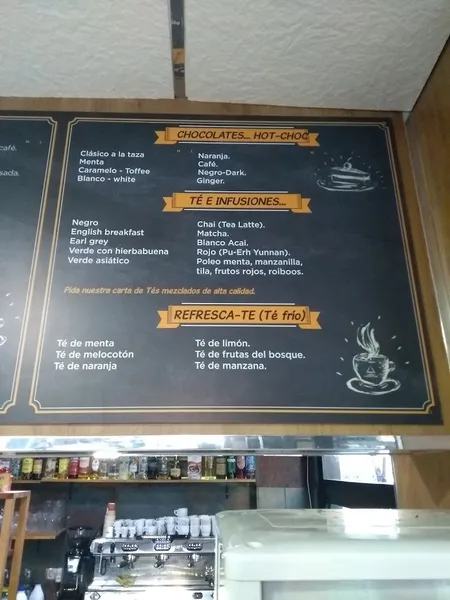 café.
sada.
CHOCOLATES... HOT-CHOC
Clásico a la taza
Menta
Caramelo - Toffee
Blanco - white
Naranja.
Café.
Negro-Dark.
Ginger.
TÉ E INFUSIONES...
Negro
English breakfast
Earl grey
Verde con hierbabuena
Verde asiático
Chai (Tea Latte).
Matcha.
Blanco Acai.
Rojo (Pu-Erh Yunnan).
Poleo menta, manzanilla,
tila, frutos rojos, roiboos.
Pida nuestra carta de Tés mezclados de alta calidad.
REFRESCA-TE (Té frío)
Té de menta
Té de melocotón
Té de naranja
Té de limón.
Té de frutas del bosque.
Té de manzana.